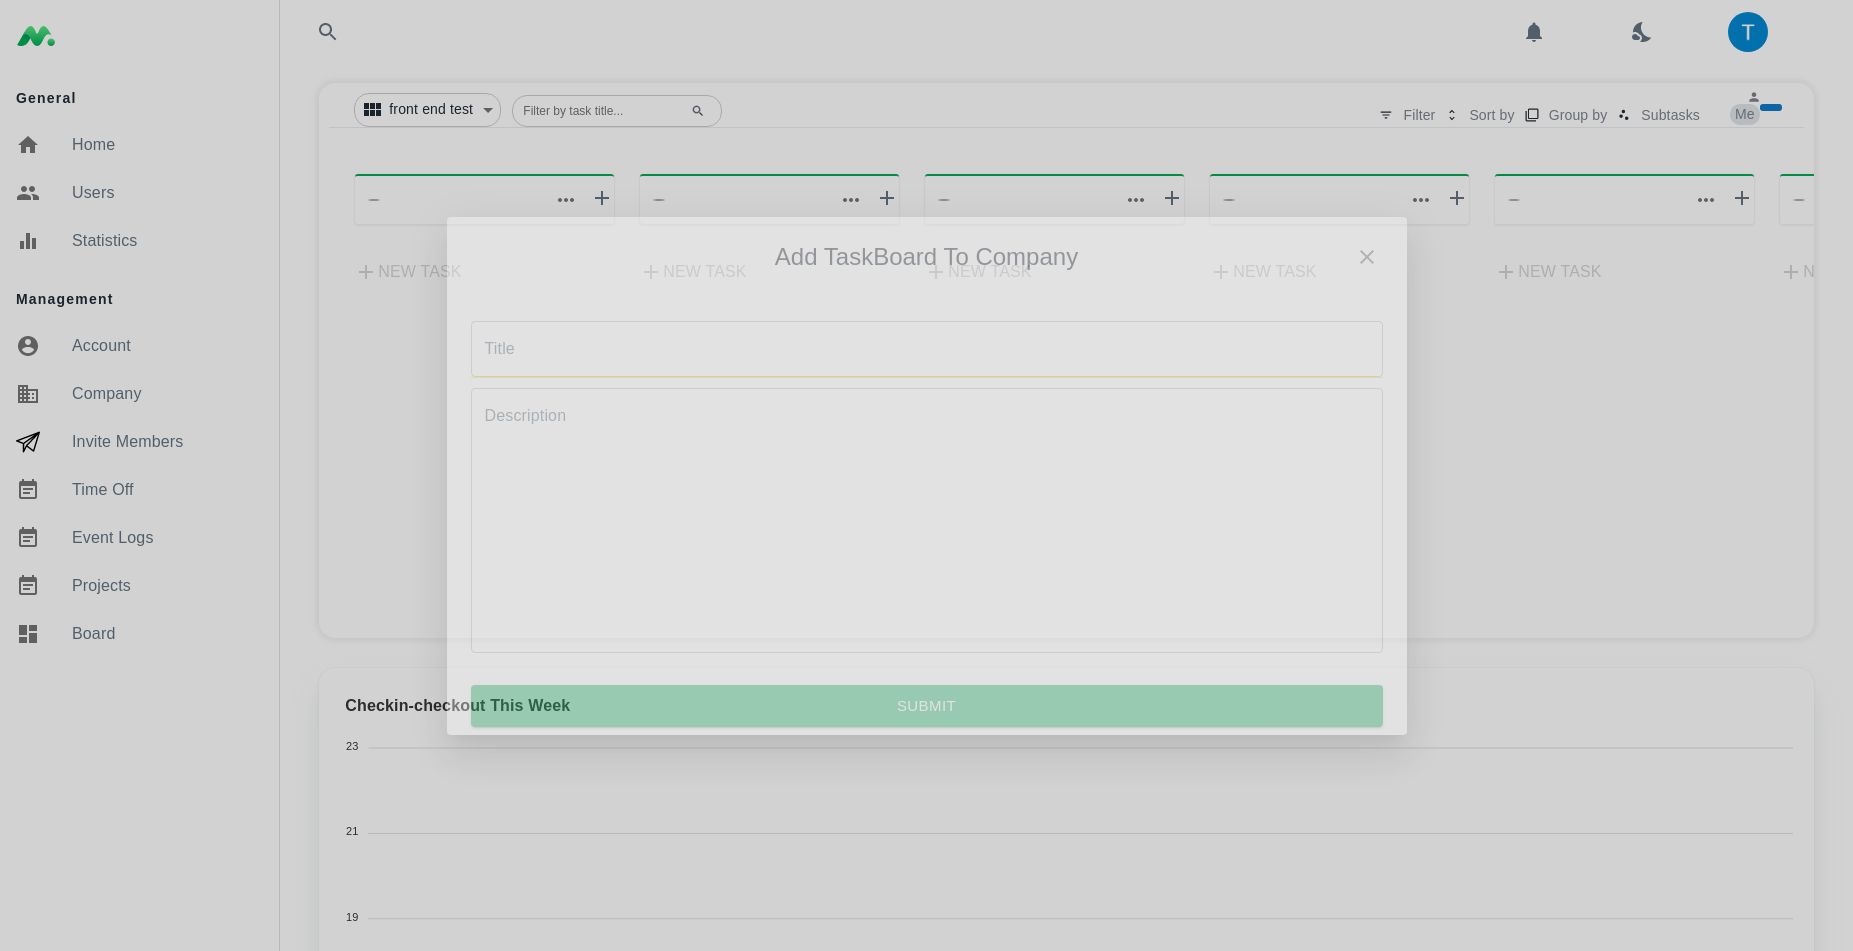 General
Home
Users
Statistics
Management
Account
Company
Invite Members
Time Off
Event Logs
Projects
Board
T
front end test
Filter by task title...
Filter
Sort by
Group by
Subtasks
Me
NEW TASK
NEW TASK
NEW TASK
NEW TASK
NEW TASK
N
Add TaskBoard To Company
Title
Description
SUBMIT
Checkin-checkout This Week
23
21
19